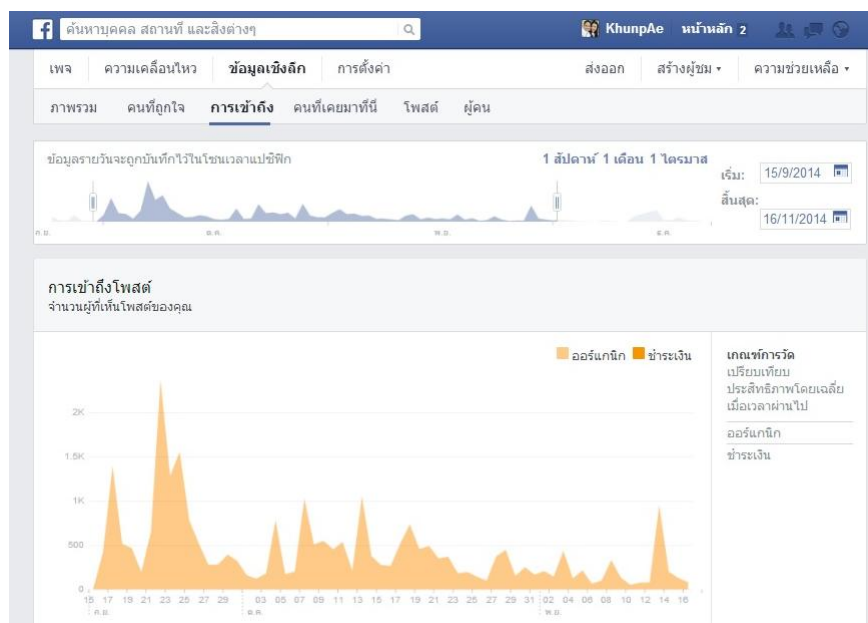 ค้นหาบุคคล สถานที่ และสิ่งต่างๆ
KhunpAe หน้าหลัก 2
เพจ ความเคลื่อนไหว ข้อมูลเชิงลึก การตั้งค่า ส่งออก สร้างผู้ชม ความช่วยเหลือ
ภาพรวม คนที่ถูกใจ การเข้าถึง คนที่เคยมาที่นี่ โพสต์ ผู้คน
ข้อมูลรายวันจะถูกบันทึกไว้ในโซนเวลาแปซิฟิก
1 สัปดาห์ 1 เดือน 1 ไตรมาส
เริ่ม: 15/9/2014
สิ้นสุด:
16/11/2014
ก.ย. ต.ค. พ.ย. ธ.ค.
การเข้าถึงโพสต์
จำนวนผู้ที่เห็นโพสต์ของคุณ
ออร์แกนิก ชำระเงิน
2K
1.5K
1K
500
0
15 17 19 21 23 25 27 29 03 05 07 09 11 13 15 17 19 21 23 25 27 29 31 02 04 06 08 10 12 14 16
ก.ย. ต.ค. พ.ย.
เกณฑ์การวัด
เปรียบเทียบ
ประสิทธิภาพโดยเฉลี่ย
เมื่อเวลาผ่านไป
ออร์แกนิก
ชำระเงิน